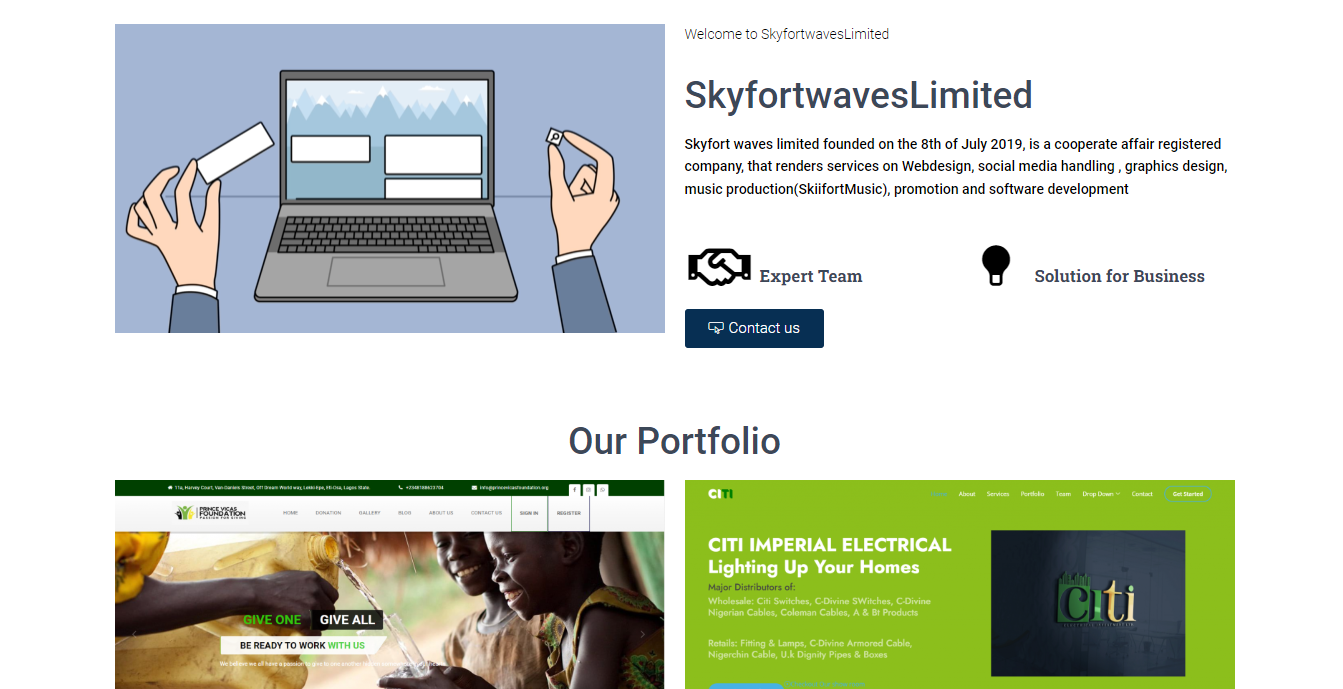 Welcome to SkyfortwavesLimited
SkyfortwavesLimited
Skyfort waves limited founded on the 8th of July 2019, is a cooperate affair registered
company, that renders services on Webdesign, social media handling , graphics design,
music production(SkiifortMusic), promotion and software development
Expert Team
Solution for Business
Contact us
Our Portfolio
11a, Harvey Court, Van-Daniels Street, Off Dream World way, Lekki-Epe, Eti-Osa, Lagos State.
info@princevicasfoundation.org
PRINCE VICAS
FOUNDATION
PASSION FOR GIVING
HOME DONATION GALLERY BLOG ABOUT US CONTACT US SIGN IN REGISTER
GIVE ONE GIVE ALL
BE READY TO WORK WITH US
We believe we all have a passion to give to one another
CITI
About Services Portfolio Team Drop Down Contact Get Started
CITI IMPERIAL ELECTRICAL
Lighting Up Your Homes
Major Distributors of:
Wholesale: Citi Switches, C-Divine SWitches, C-Divine
Nigerian Cables, Coleman Cables, A & Bt Products
Retails: Fitting & Lamps, C-Divine Armored Cable,
Nigerchin Cable, U.k Dignity Pipes & Boxes
citi